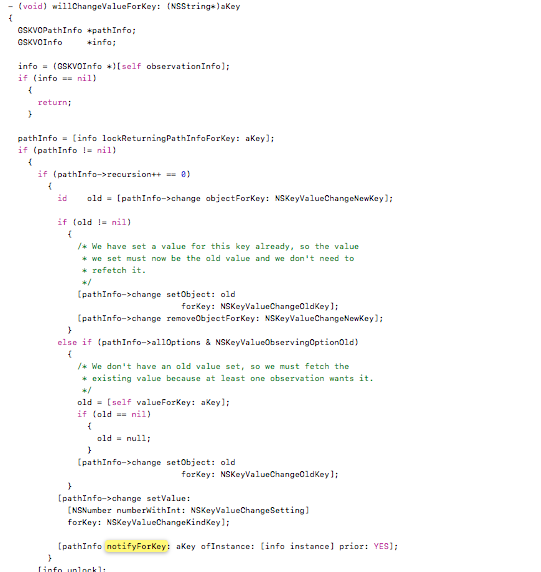 - (void) willChangeValueForKey: (NSString*)aKey
{
GSKVOPathInfo *pathInfo;
GSKVOInfo *info;
info = (GSKVOInfo *)[self observationInfo];
if (info == nil)
{
return;
}
pathInfo = [info lockReturningPathInfoForKey: aKey];
if (pathInfo != nil)
{
if (pathInfo->recursion++ == 0)
{
id old = [pathInfo->change objectForKey: NSKeyValueChangeNewKey];
if (old != nil)
{
/* We have set a value for this key already, so the value
* we set must now be the old value and we don't need to
* refetch it.
*/
[pathInfo->change setObject: old
forKey: NSKeyValueChangeOldKey];
[pathInfo->change removeObjectForKey: NSKeyValueChangeNewKey];
}
else if (pathInfo->allOptions & NSKeyValueObservingOptionOld)
{
/* We don't have an old value set, so we must fetch the
* existing value because at least one observation wants it.
*/
old = [self valueForKey: aKey];
if (old == nil)
{
old = null;
}
[pathInfo->change setObject: old
forKey: NSKeyValueChangeOldKey];
}
[pathInfo->change setValue:
[NSNumber numberWithInt: NSKeyValueChangeSetting]
forKey: NSKeyValueChangeKindKey];
[pathInfo notifyForKey: aKey ofInstance: [info instance] prior: YES];
}
[info unlock];